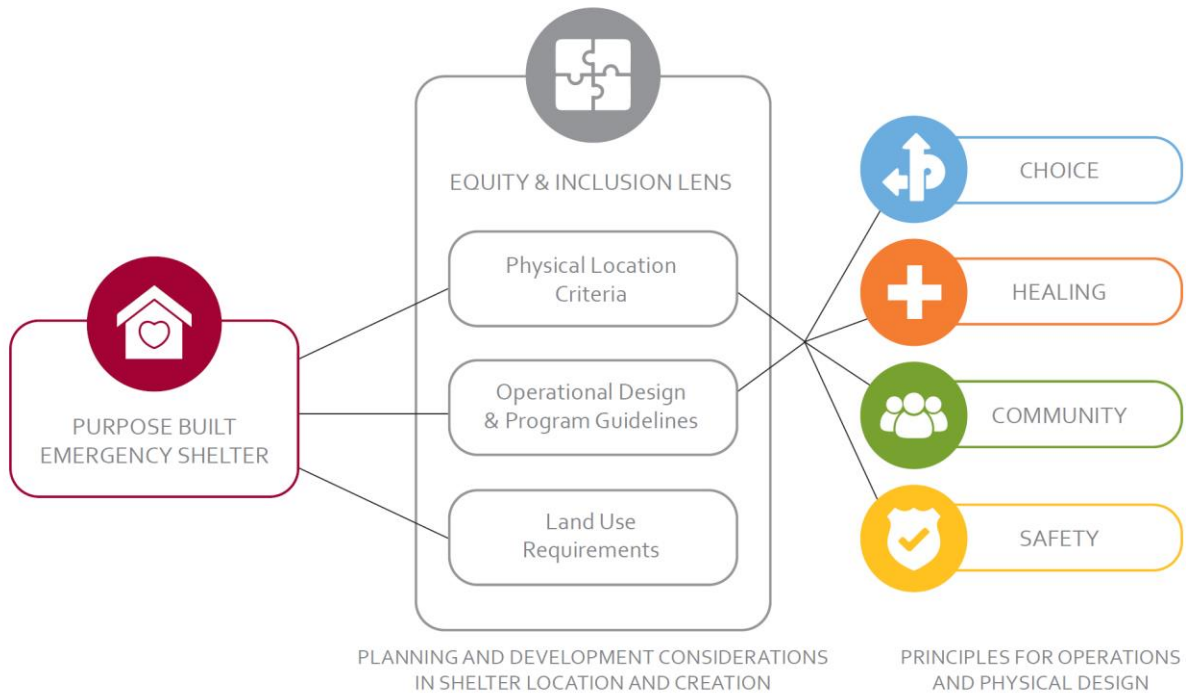 EQUITY & INCLUSION LENS
PURPOSE BUILT
EMERGENCY SHELTER
Physical Location
Criteria
Operational Design
& Program Guidelines
Land Use
Requirements
CHOICE
HEALING
COMMUNITY
SAFETY
PLANNING AND DEVELOPMENT CONSIDERATIONS
IN SHELTER LOCATION AND CREATION
PRINCIPLES FOR OPERATIONS
AND PHYSICAL DESIGN